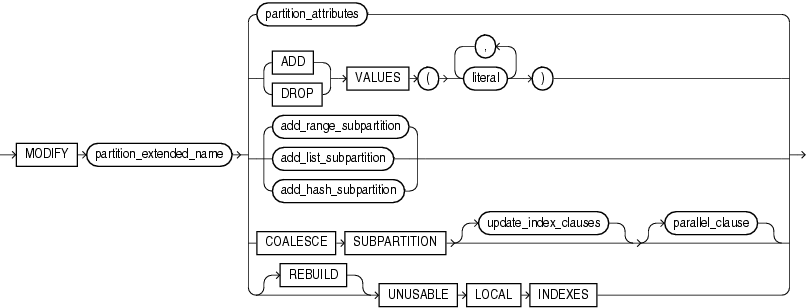 partition_attributes
ADD
DROP
VALUES ( literal , )
MODIFY partition_extended_name
add_range_subpartition
add_list_subpartition
add_hash_subpartition
COALESCE SUBPARTITION update_index_clauses parallel_clause
REBUILD
UNUSABLE LOCAL INDEXES